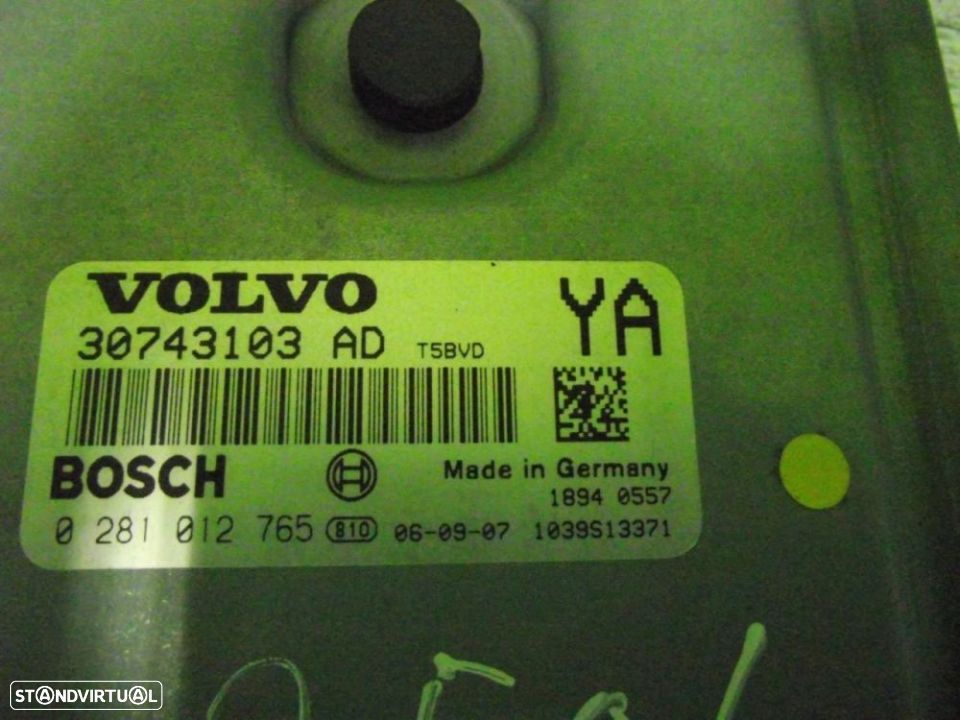 VOLVO
YA
30743103 AD T5BVD
BOSCH
Made in Germany
1894 0557
0 281 012 765 810 06-09-07 1039S13371
STANDVIRTUAL